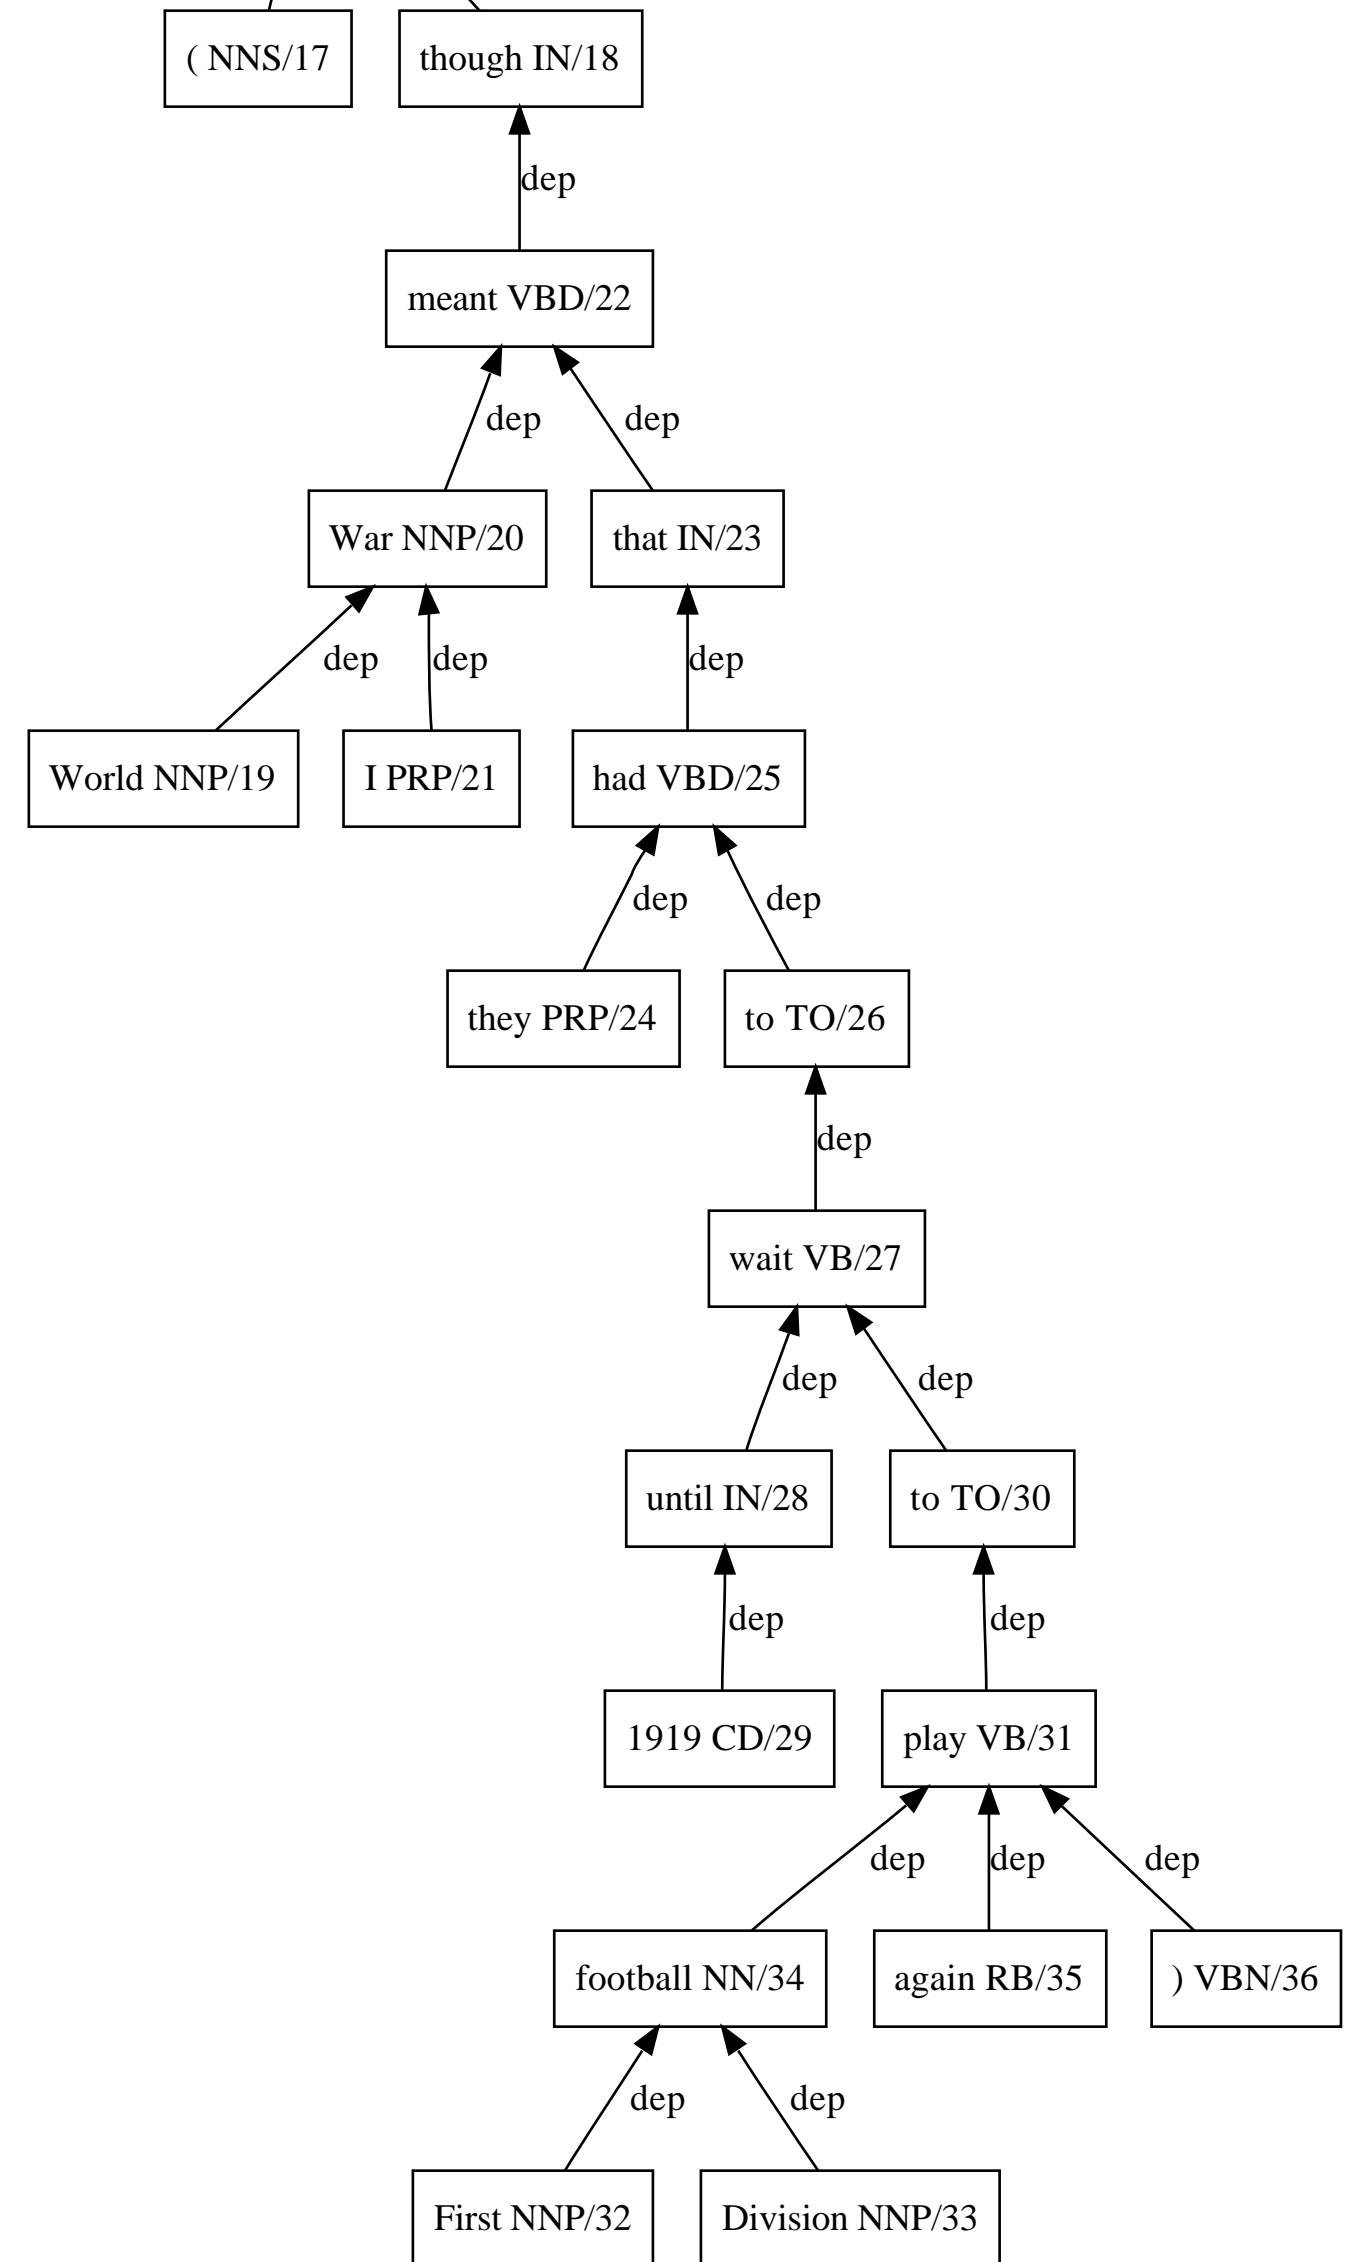 ( NNS/17 though IN/18
dep
meant VBD/22
dep dep
War NNP/20 that IN/23
dep dep dep
World NNP/19 I PRP/21 had VBD/25
dep dep
they PRP/24 to TO/26
dep
wait VB/27
dep dep
until IN/28 to TO/30
dep dep
1919 CD/29 play VB/31
dep dep dep
football NN/34 again RB/35 ) VBN/36
dep dep
First NNP/32 Division NNP/33